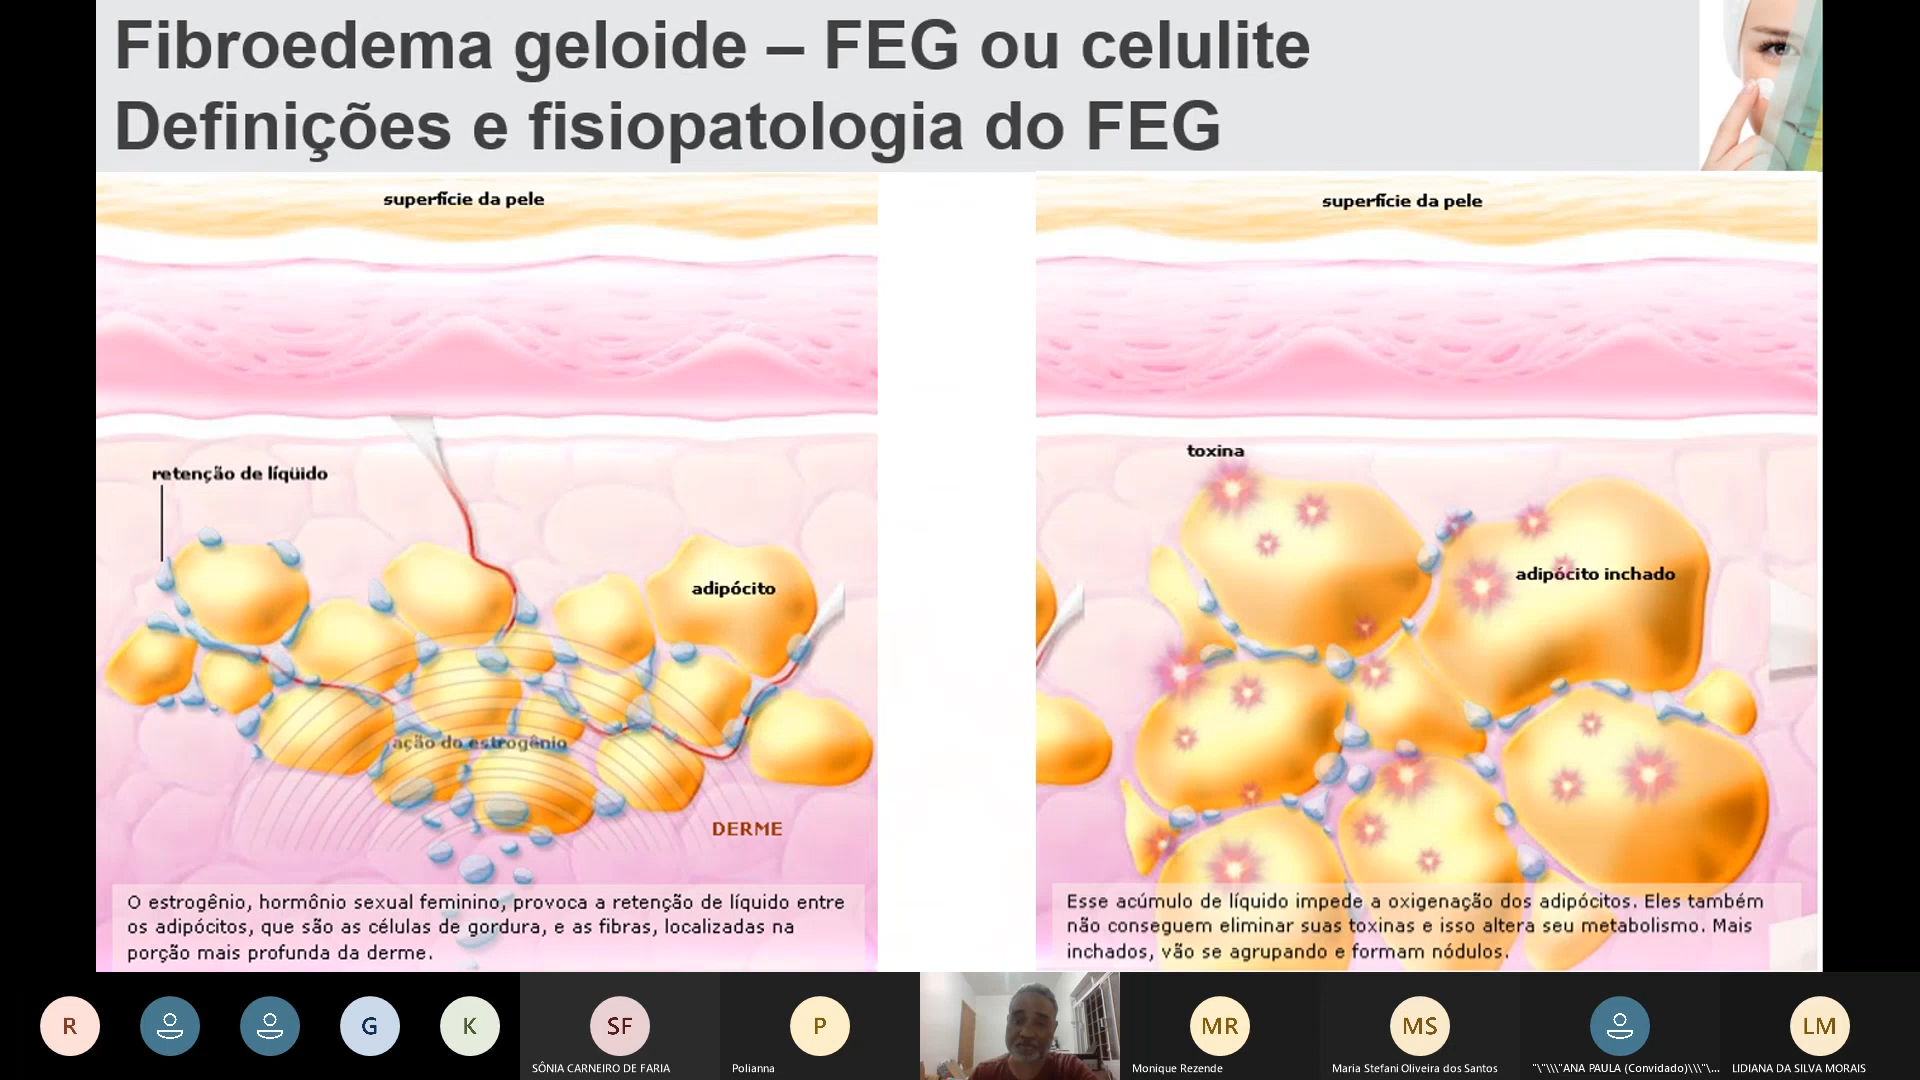 Fibroedema geloide – FEG ou celulite
Definições e fisiopatologia do FEG
superfície da pele
retenção de líqüido
adipócito
ação do estrogênio
DERME
O estrogênio, hormônio sexual feminino, provoca a retenção de líquido entre
os adipócitos, que são as células de gordura, e as fibras, localizadas na
porção mais profunda da derme.
superfície da pele
toxina
adipócito inchado
Esse acúmulo de líquido impede a oxigenação dos adipócitos. Eles também
não conseguem eliminar suas toxinas e isso altera seu metabolismo. Mais
inchados, vão se agrupando e formam nódulos.
R
G
K
SF
SÔNIA CARNEIRO DE FARIA
P
Polianna
MR
Monique Rezende
MS
Maria Stefani Oliveira dos Santos
"\"\\\"ANA PAULA (Convidado)\\\"\...
LM
LIDIANA DA SILVA MORAIS